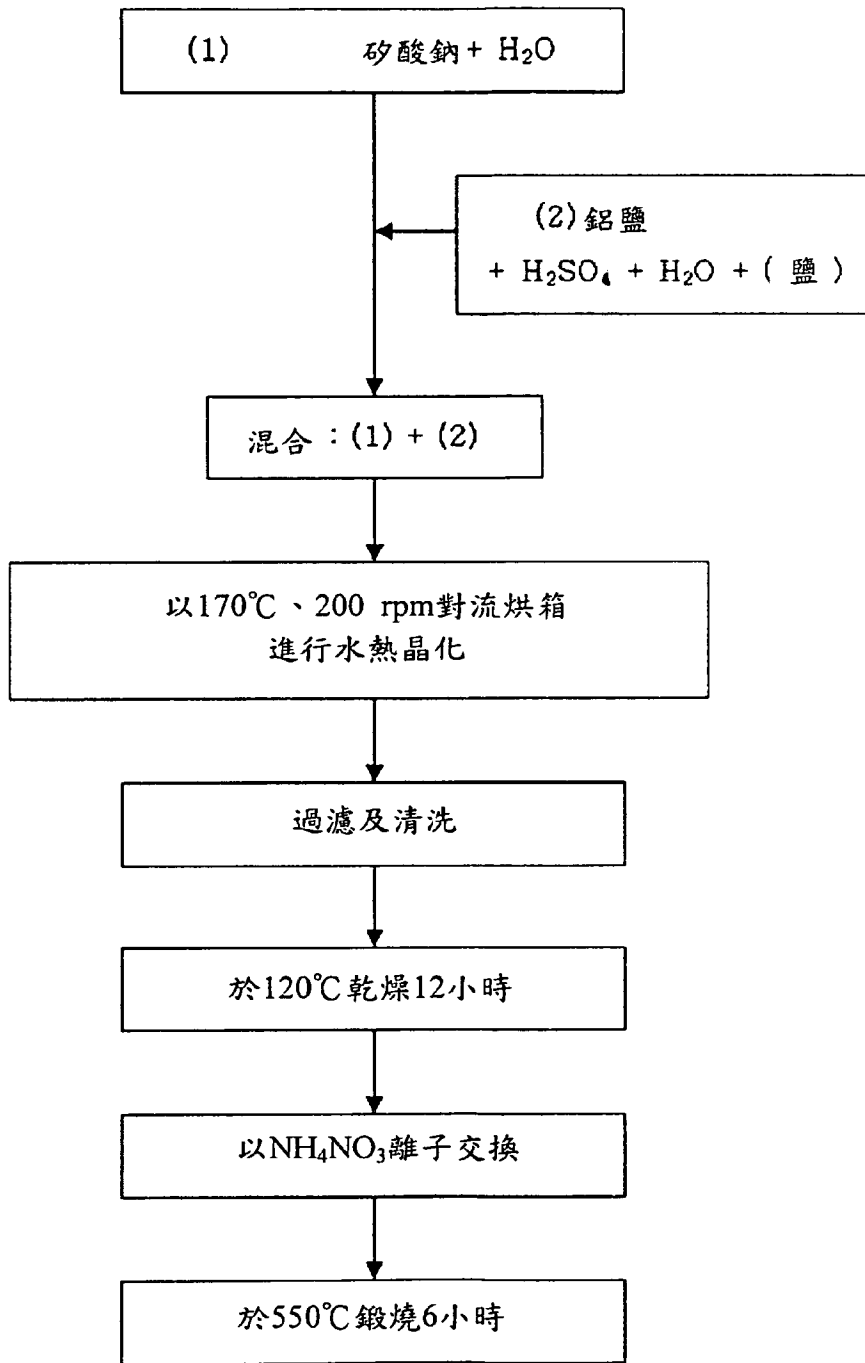 (1) 矽酸鈉 + H₂O
(2)鋁鹽
+ H₂SO₄ + H₂O + ( 鹽 )
混合：(1) + (2)
以170℃、200 rpm對流烘箱
進行水熱晶化
過濾及清洗
於120℃乾燥12小時
以NH₄NO₃離子交換
於550℃鍛燒6小時